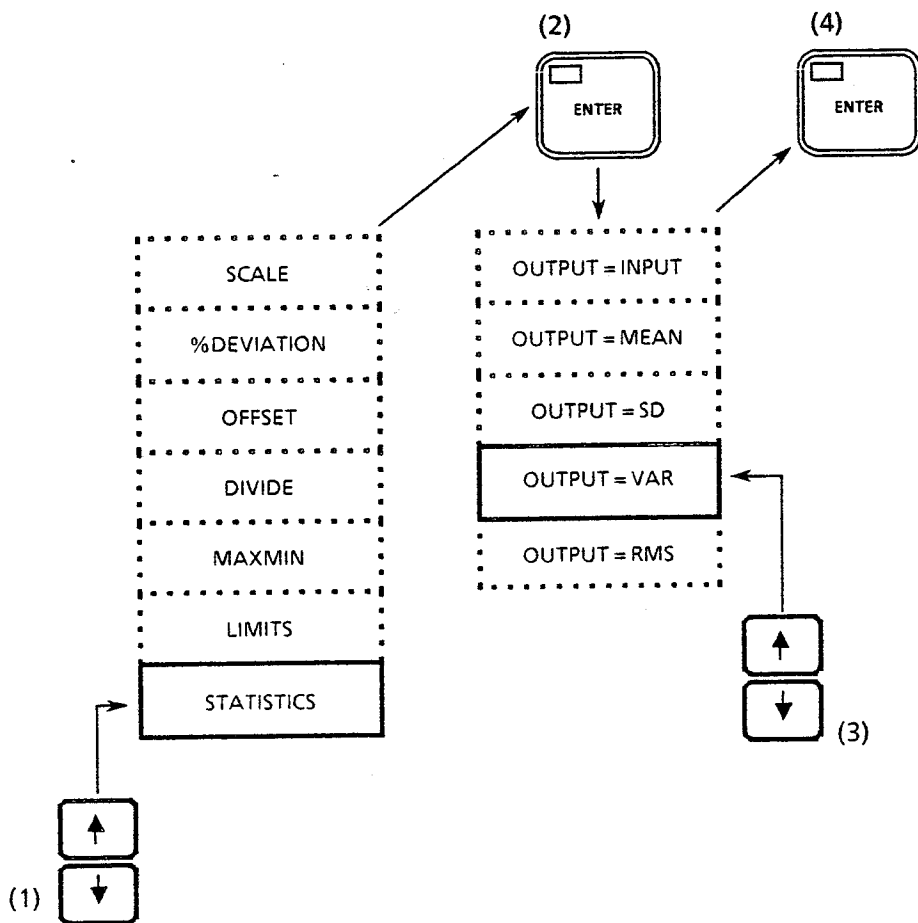 (2)
(4)
ENTER
ENTER
SCALE
%DEVIATION
OFFSET
DIVIDE
MAXMIN
LIMITS
STATISTICS
(1)
OUTPUT = INPUT
OUTPUT = MEAN
OUTPUT = SD
OUTPUT = VAR
OUTPUT = RMS
(3)